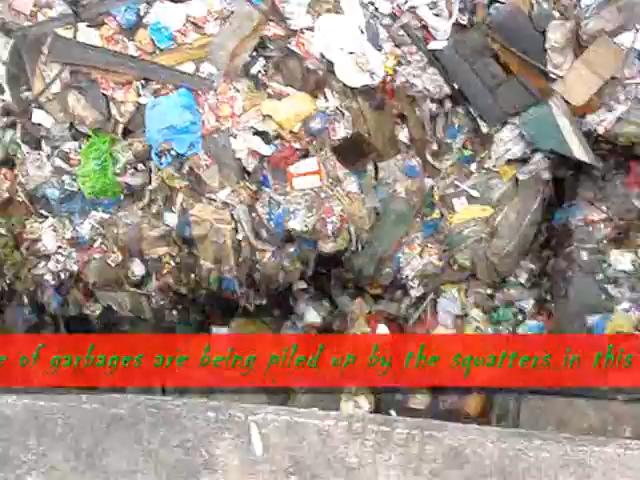 e of garbages are being piled up by the squatters in this